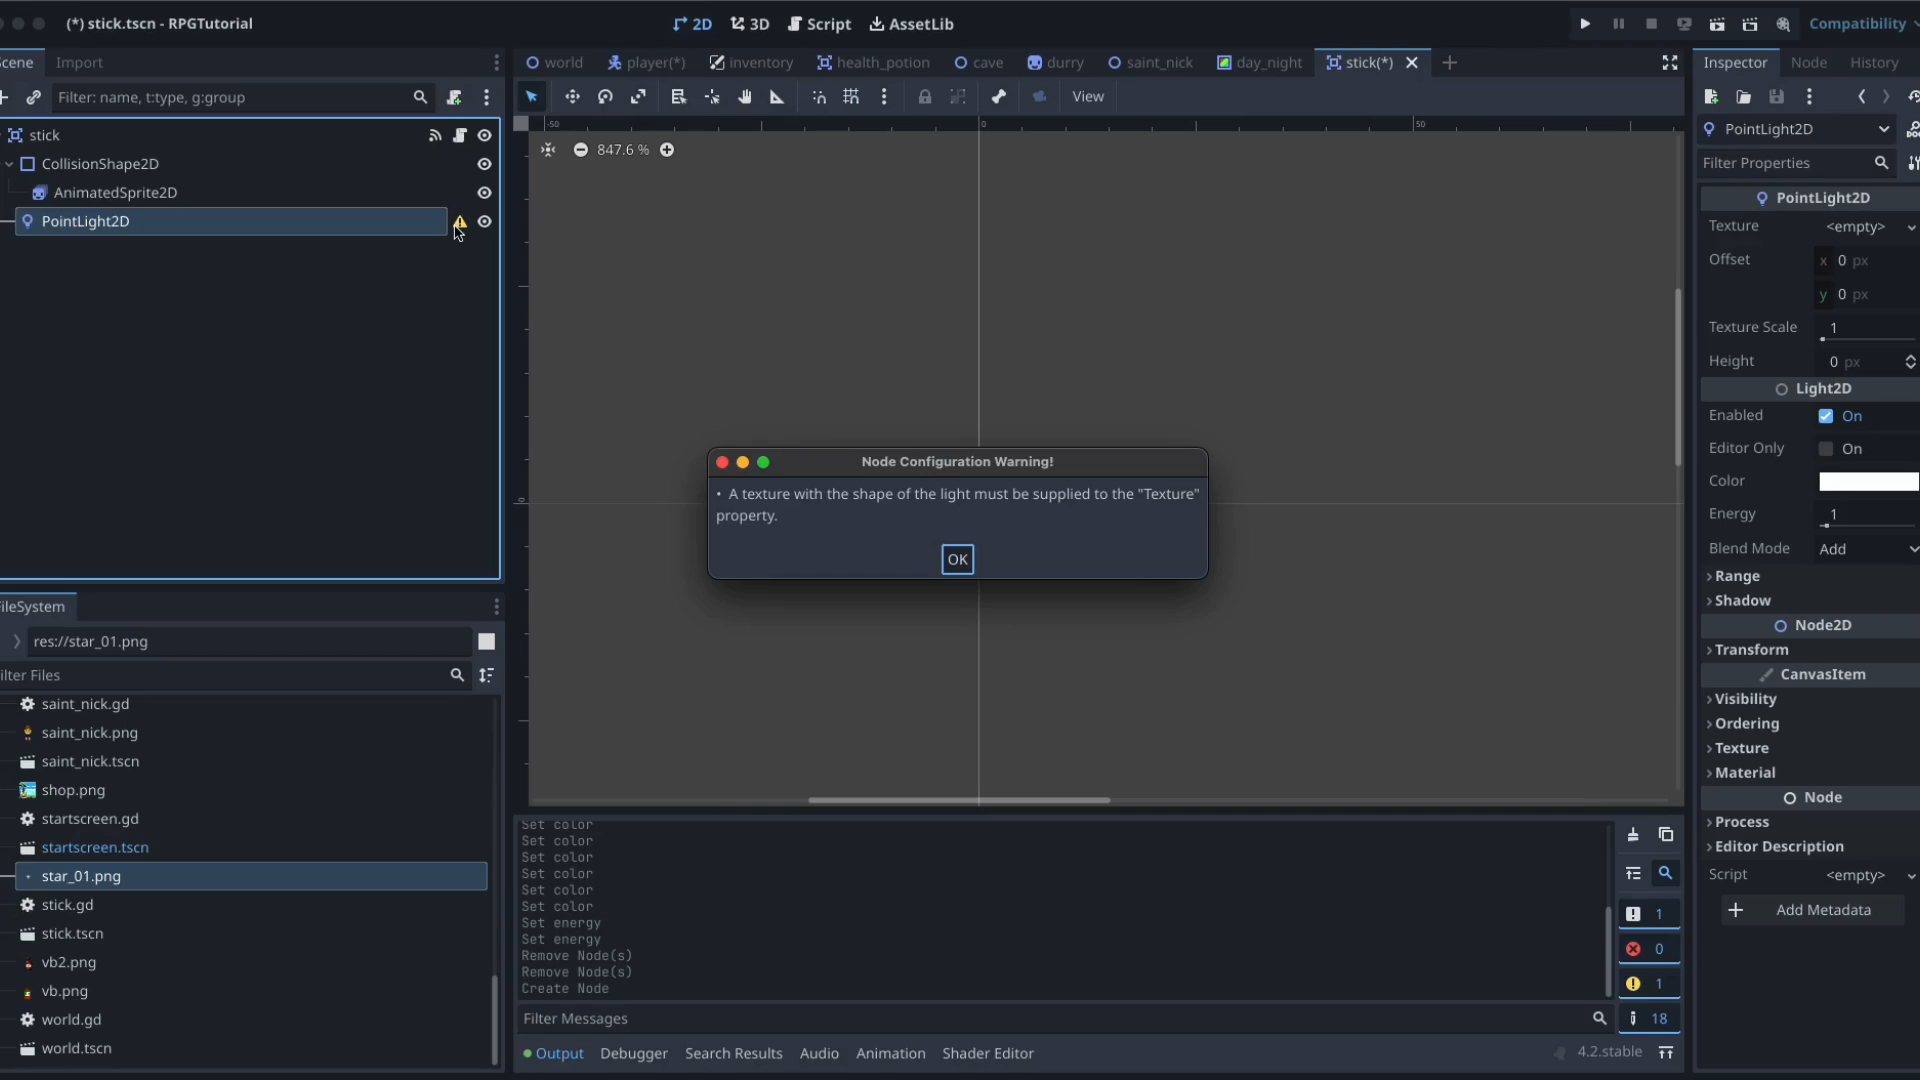 (*) stick.tscn - RPGTutorial
2D
3D
Script
AssetLib
Compatibility
cene
Import
Filter: name, t:type, g:group
stick
CollisionShape2D
AnimatedSprite2D
PointLight2D
ileSystem
res://star_01.png
ilter Files
saint_nick.gd
saint_nick.png
saint_nick.tscn
shop.png
startscreen.gd
startscreen.tscn
star_01.png
stick.gd
stick.tscn
vb2.png
vb.png
world.gd
world.tscn
world
player(*)
inventory
health_potion
cave
durry
saint_nick
day_night
stick(*)
View
-50
0
50
847.6 %
0
Node Configuration Warning!
• A texture with the shape of the light must be supplied to the "Texture"
property.
OK
Set color
Set color
Set color
Set color
Set color
Set color
Set energy
Set energy
Remove Node(s)
Remove Node(s)
Create Node
1
0
1
18
Filter Messages
Output
Debugger
Search Results
Audio
Animation
Shader Editor
4.2.stable
Inspector
Node
History
PointLight2D
Filter Properties
PointLight2D
Texture <empty>
Offset x 0 px
y 0 px
Texture Scale 1
Height 0 px
Light2D
Enabled On
Editor Only On
Color
Energy 1
Blend Mode Add
Range
Shadow
Node2D
Transform
CanvasItem
Visibility
Ordering
Texture
Material
Node
Process
Editor Description
Script <empty>
Add Metadata